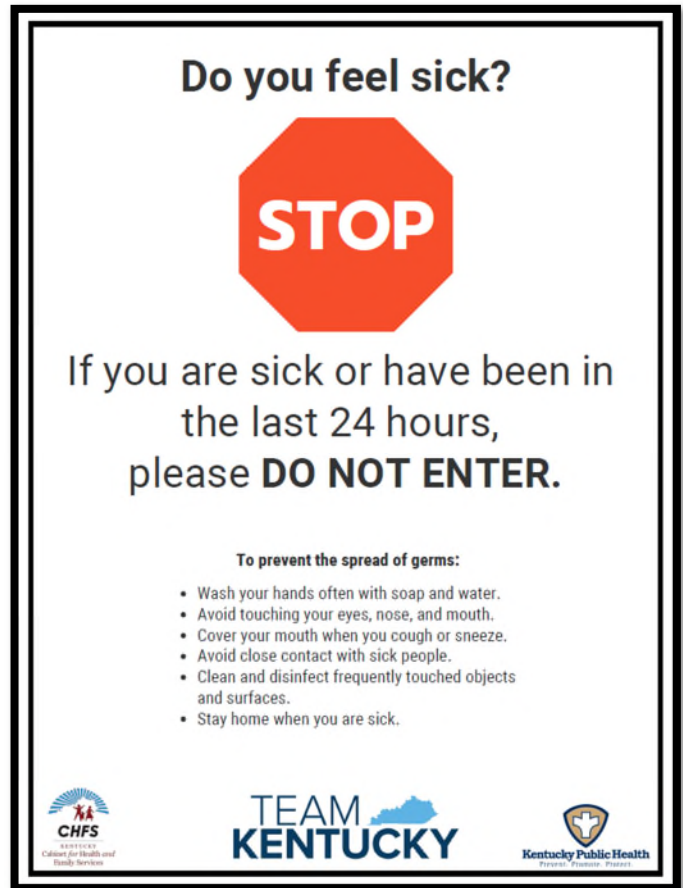 Do you feel sick?
STOP
If you are sick or have been in
the last 24 hours,
please DO NOT ENTER.
To prevent the spread of germs:
• Wash your hands often with soap and water.
• Avoid touching your eyes, nose, and mouth.
• Cover your mouth when you cough or sneeze.
• Avoid close contact with sick people.
• Clean and disinfect frequently touched objects
and surfaces.
• Stay home when you are sick.
CHFS
KENTUCKY
Cabinet for Health and
Family Services
TEAM
KENTUCKY
Kentucky Public Health
Prevent. Promote. Protect.